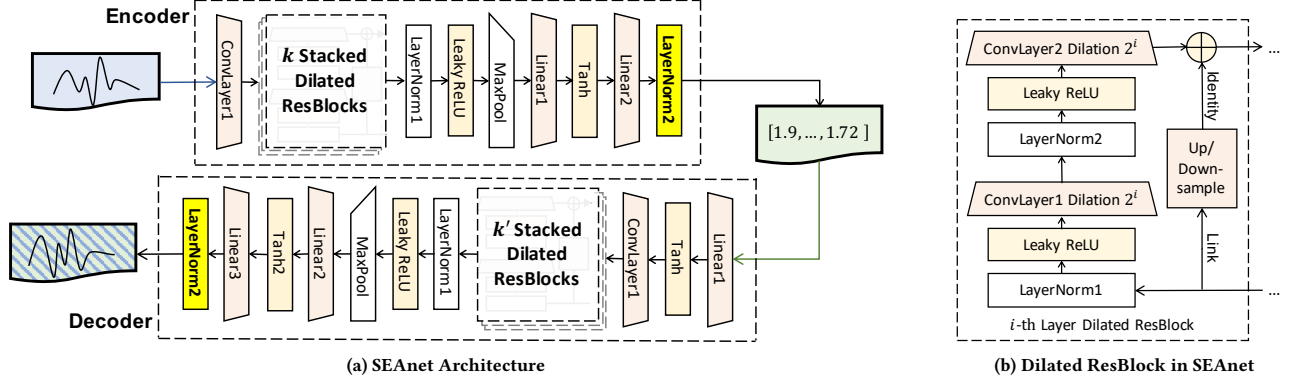 Encoder
ConvLayer1
k Stacked
Dilated
ResBlocks
LayerNorm1
Leaky ReLU
MaxPool
Linear1
Tanh
Linear2
LayerNorm2
[1.9, ..., 1.72 ]
LayerNorm2
Linear3
Tanh2
Linear2
MaxPool
Leaky ReLU
LayerNorm1
k′ Stacked
Dilated
ResBlocks
ConvLayer1
Tanh
Linear1
Decoder
(a) SEAnet Architecture
ConvLayer2 Dilation 2^i
...
Leaky ReLU
Identity
LayerNorm2
Up/
Down-
sample
ConvLayer1 Dilation 2^i
Leaky ReLU
Link
LayerNorm1
...
i-th Layer Dilated ResBlock
(b) Dilated ResBlock in SEAnet